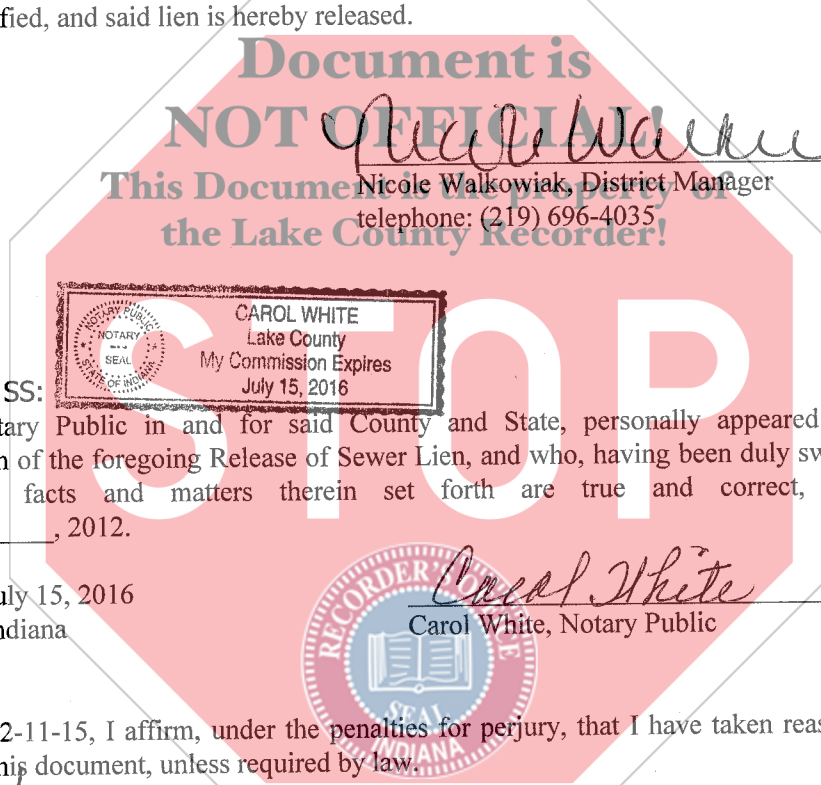 fied, and said lien is hereby released.
Document is
NOT OFFICIAL!
Nicole Walkowiak, District Manager
This Document is the property of
telephone: (219) 696-4035
the Lake County Recorder!
CAROL WHITE
Lake County
My Commission Expires
July 15, 2016
NOTARY PUBLIC
NOTARY
SEAL
STATE OF INDIANA
STOP
SS:
tary Public in and for said County and State, personally appeared
n of the foregoing Release of Sewer Lien, and who, having been duly sw
facts and matters therein set forth are true and correct,
, 2012.
Carol White
uly 15, 2016
ndiana
Carol White, Notary Public
RECORDER'S OFFICE
SEAL
INDIANA
2-11-15, I affirm, under the penalties for perjury, that I have taken reas
his document, unless required by law.